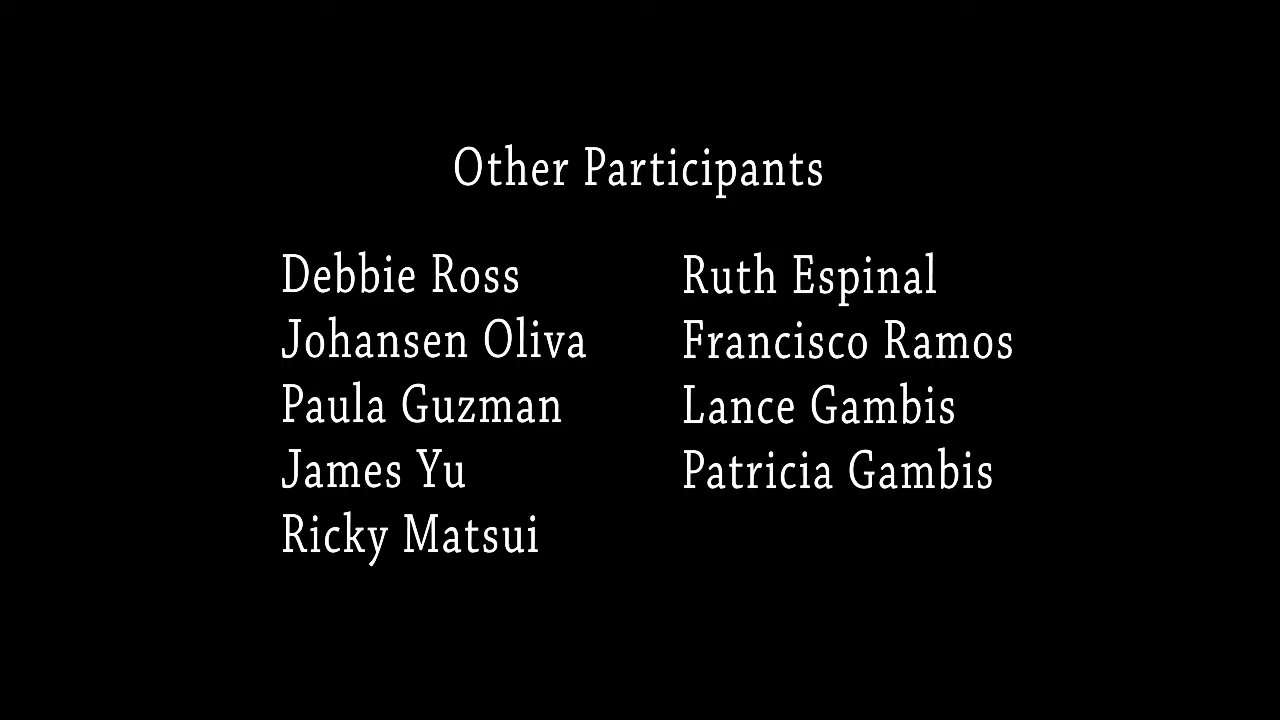 Other Participants
Debbie Ross
Johansen Oliva
Paula Guzman
James Yu
Ricky Matsui
Ruth Espinal
Francisco Ramos
Lance Gambis
Patricia Gambis